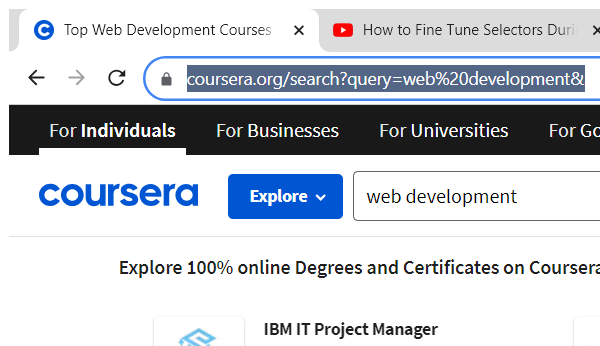 Top Web Development Courses
How to Fine Tune Selectors Duri
coursera.org/search?query=web%20development&
For Individuals
For Businesses
For Universities
For Go
coursera
Explore
web development
Explore 100% online Degrees and Certificates on Coursera
IBM IT Project Manager